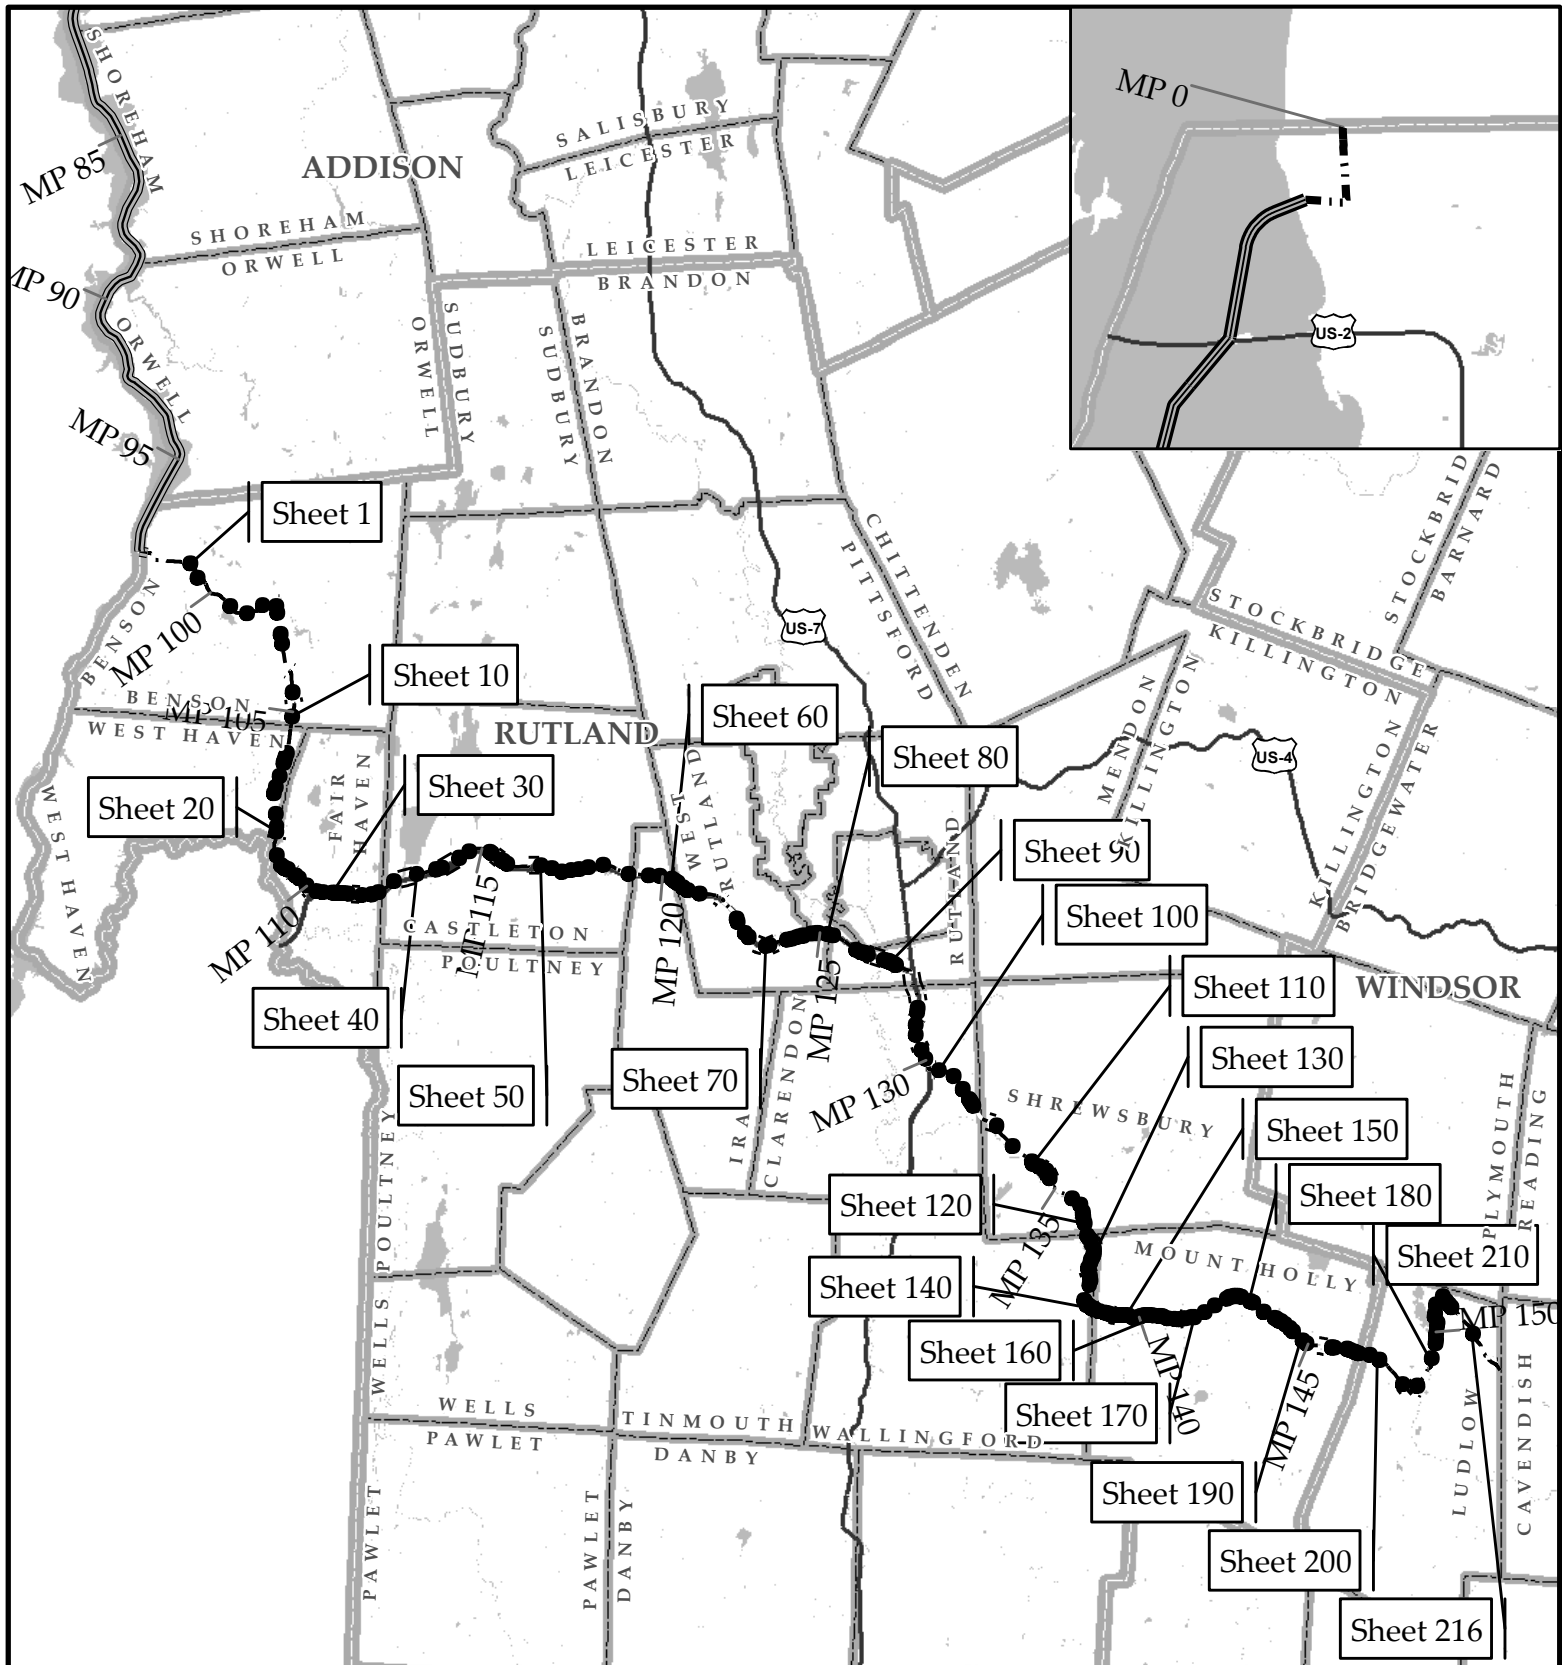 SHOREHAM
MP 0
SALISBURY
LEICESTER
MP 85
ADDISON
SHOREHAM
ORWELL
LEICESTER
BRANDON
MP 90
ORWELL
ORWELL
SUDBURY
SUDBURY
BRANDON
US-2
MP 95
Sheet 1
CHITTENDEN
PITTSFORD
STOCKBRID
BARNARD
BENSON
MP 100
US-7
STOCKBRIDGE
KILLINGTON
Sheet 10
BENSON
MP 105
WEST HAVEN
RUTLAND
Sheet 60
Sheet 80
MENDON
KILLINGTON
US-4
KILLINGTON
BRIDGEWATER
WEST HAVEN
Sheet 20
FAIR
HAVEN
Sheet 30
WEST
RUTLAND
RUTLAND
Sheet 90
Sheet 100
MP 110
CASTLETON
POULTNEY
MP 115
MP 120
MP 125
Sheet 110
WINDSOR
Sheet 40
Sheet 50
Sheet 70
IRA
CLARENDON
MP 130
SHREWSBURY
Sheet 130
Sheet 150
PLYMOUTH
READING
POULTNEY
WELLS
Sheet 120
MP 135
Sheet 180
MOUNT HOLLY
Sheet 210
Sheet 140
MP 150
Sheet 160
MP 140
Sheet 170
MP 145
WELLS
PAWLET
TINMOUTH
DANBY
WALLINGFORD
Sheet 190
LUDLOW
CAVENDISH
PAWLET
PAWLET
DANBY
Sheet 200
Sheet 216